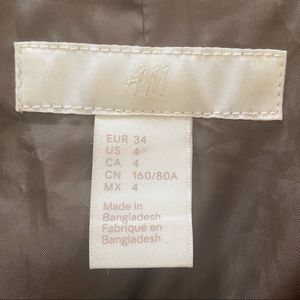 H&M
EUR 34
US 4
CA 4
CN 160/80A
MX 4
Made in
Bangladesh
Fabriqué en
Bangladesh